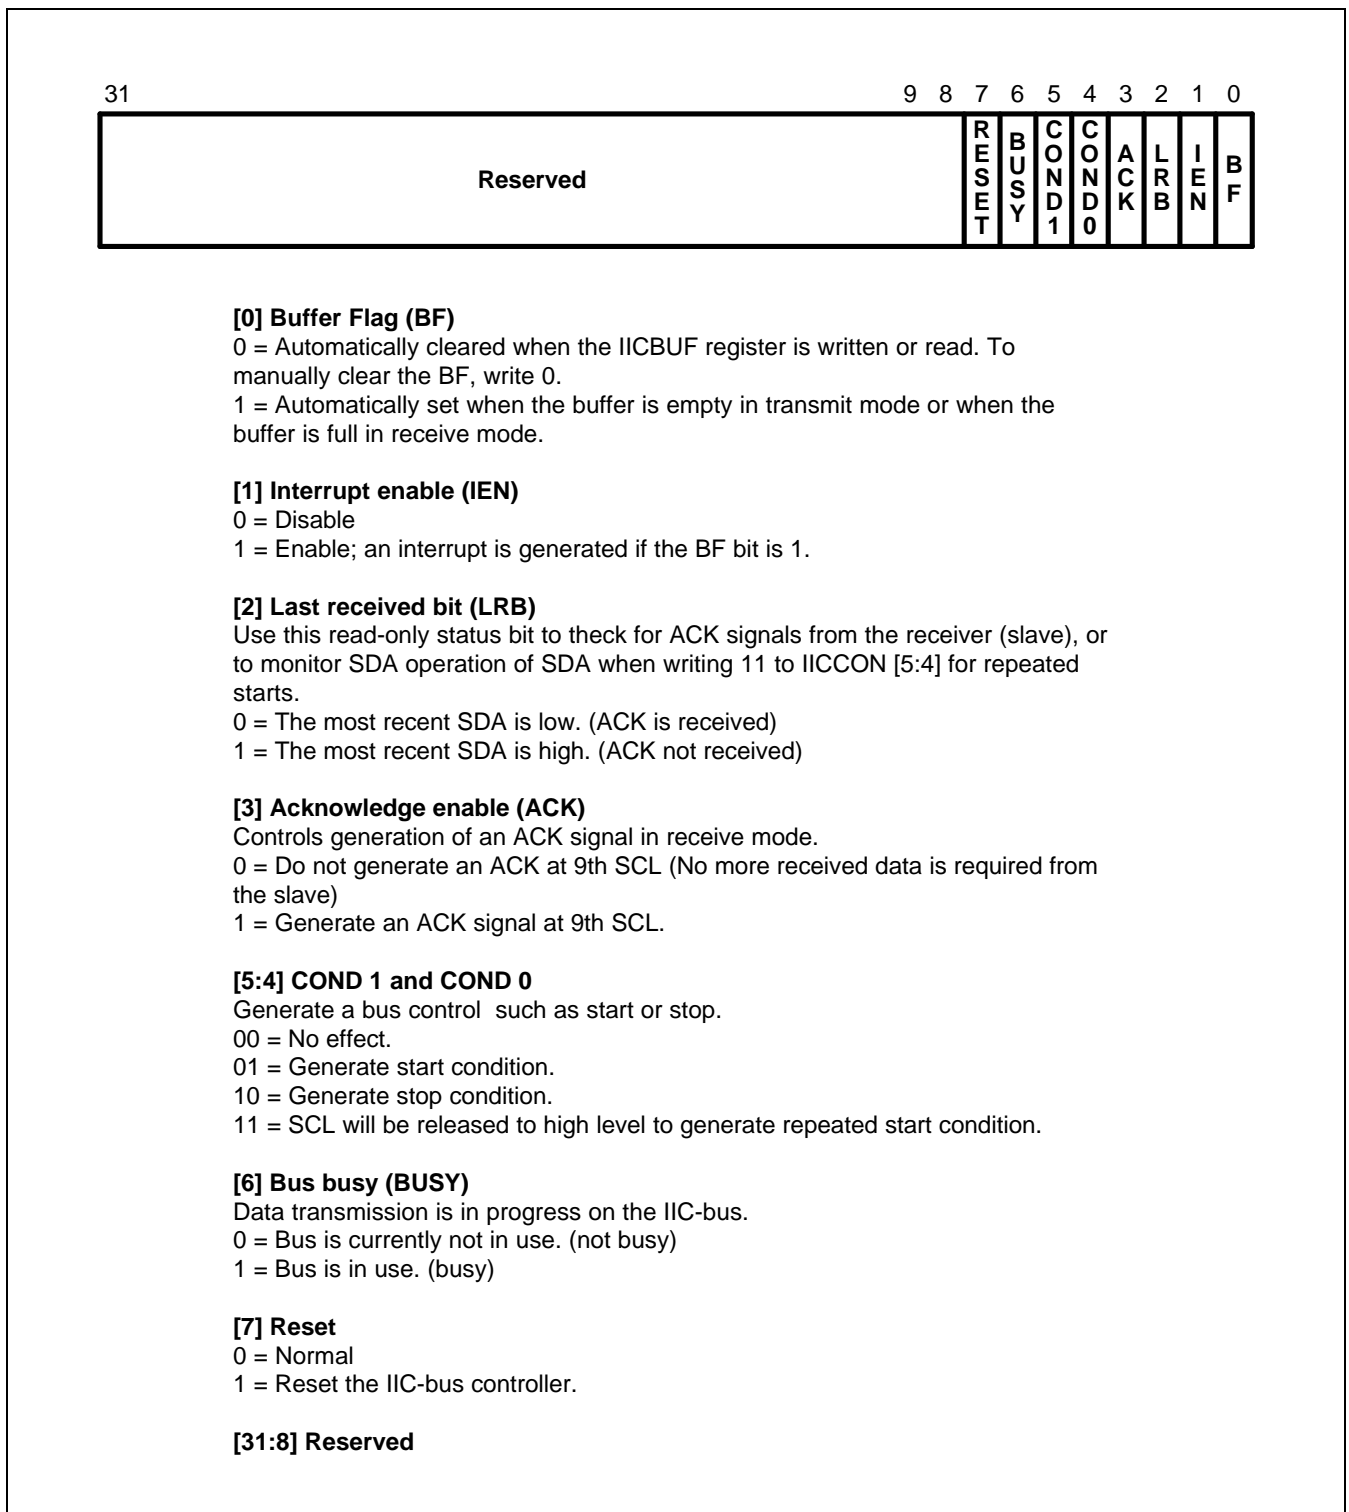 31 9 8 7 6 5 4 3 2 1 0
Reserved RESET BUSY COND1 COND0 ACK LRB IEN BF
[0] Buffer Flag (BF)
0 = Automatically cleared when the IICBUF register is written or read. To
manually clear the BF, write 0.
1 = Automatically set when the buffer is empty in transmit mode or when the
buffer is full in receive mode.
[1] Interrupt enable (IEN)
0 = Disable
1 = Enable; an interrupt is generated if the BF bit is 1.
[2] Last received bit (LRB)
Use this read-only status bit to theck for ACK signals from the receiver (slave), or
to monitor SDA operation of SDA when writing 11 to IICCON [5:4] for repeated
starts.
0 = The most recent SDA is low. (ACK is received)
1 = The most recent SDA is high. (ACK not received)
[3] Acknowledge enable (ACK)
Controls generation of an ACK signal in receive mode.
0 = Do not generate an ACK at 9th SCL (No more received data is required from
the slave)
1 = Generate an ACK signal at 9th SCL.
[5:4] COND 1 and COND 0
Generate a bus control such as start or stop.
00 = No effect.
01 = Generate start condition.
10 = Generate stop condition.
11 = SCL will be released to high level to generate repeated start condition.
[6] Bus busy (BUSY)
Data transmission is in progress on the IIC-bus.
0 = Bus is currently not in use. (not busy)
1 = Bus is in use. (busy)
[7] Reset
0 = Normal
1 = Reset the IIC-bus controller.
[31:8] Reserved